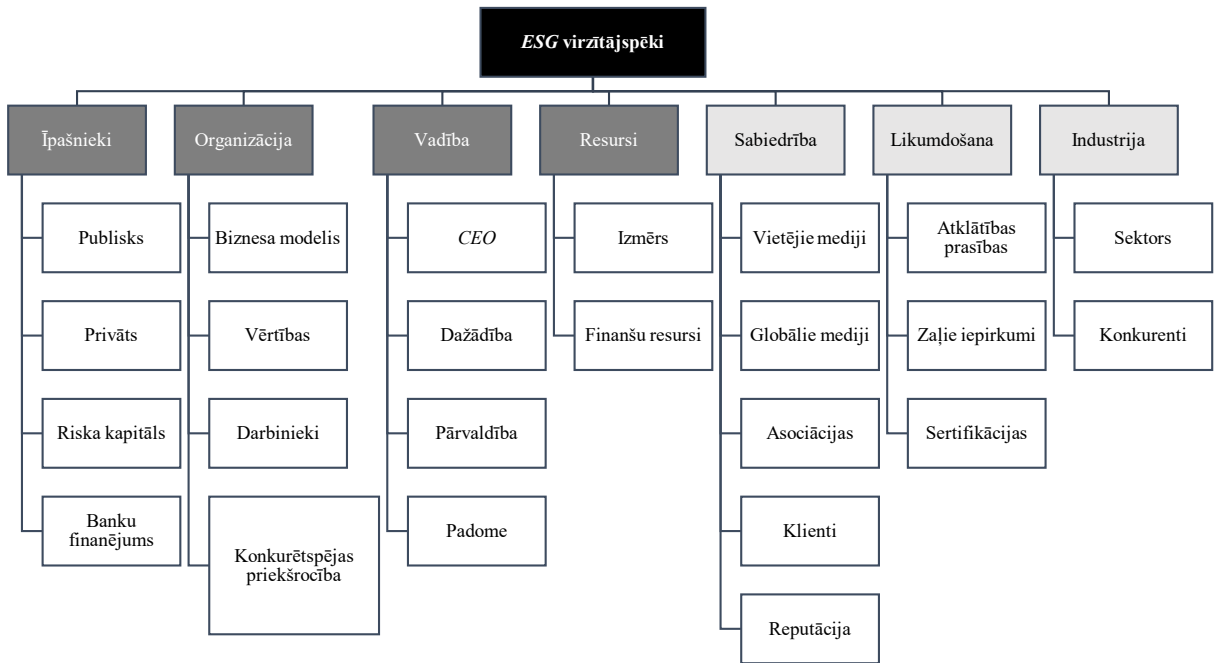 ESG virzītājspēki
Īpašnieki
Organizācija
Vadība
Resursi
Sabiedrība
Likumdošana
Industrija
Publisks
Privāts
Riska kapitāls
Banku
finanējums
Biznesa modelis
Vērtības
Darbinieki
Konkurētspējas
priekšrocība
CEO
Dažādība
Pārvaldība
Padome
Izmērs
Finanšu resursi
Vietējie mediji
Globālie mediji
Asociācijas
Klienti
Reputācija
Atklātības
prasības
Zaļie iepirkumi
Sertifikācijas
Sektors
Konkurenti